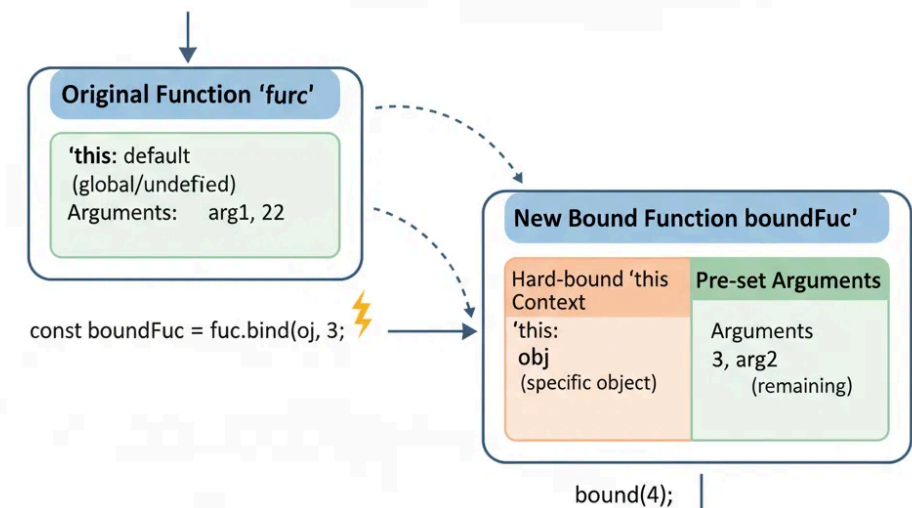 Original Function ‘furc’
‘this: default
(global/undefied)
Arguments: arg1, 22
const boundFuc = fuc.bind(oj, 3;
New Bound Function boundFuc’
Hard-bound ‘this
Context
‘this:
obj
(specific object)
Pre-set Arguments
Arguments
3, arg2
(remaining)
bound(4);